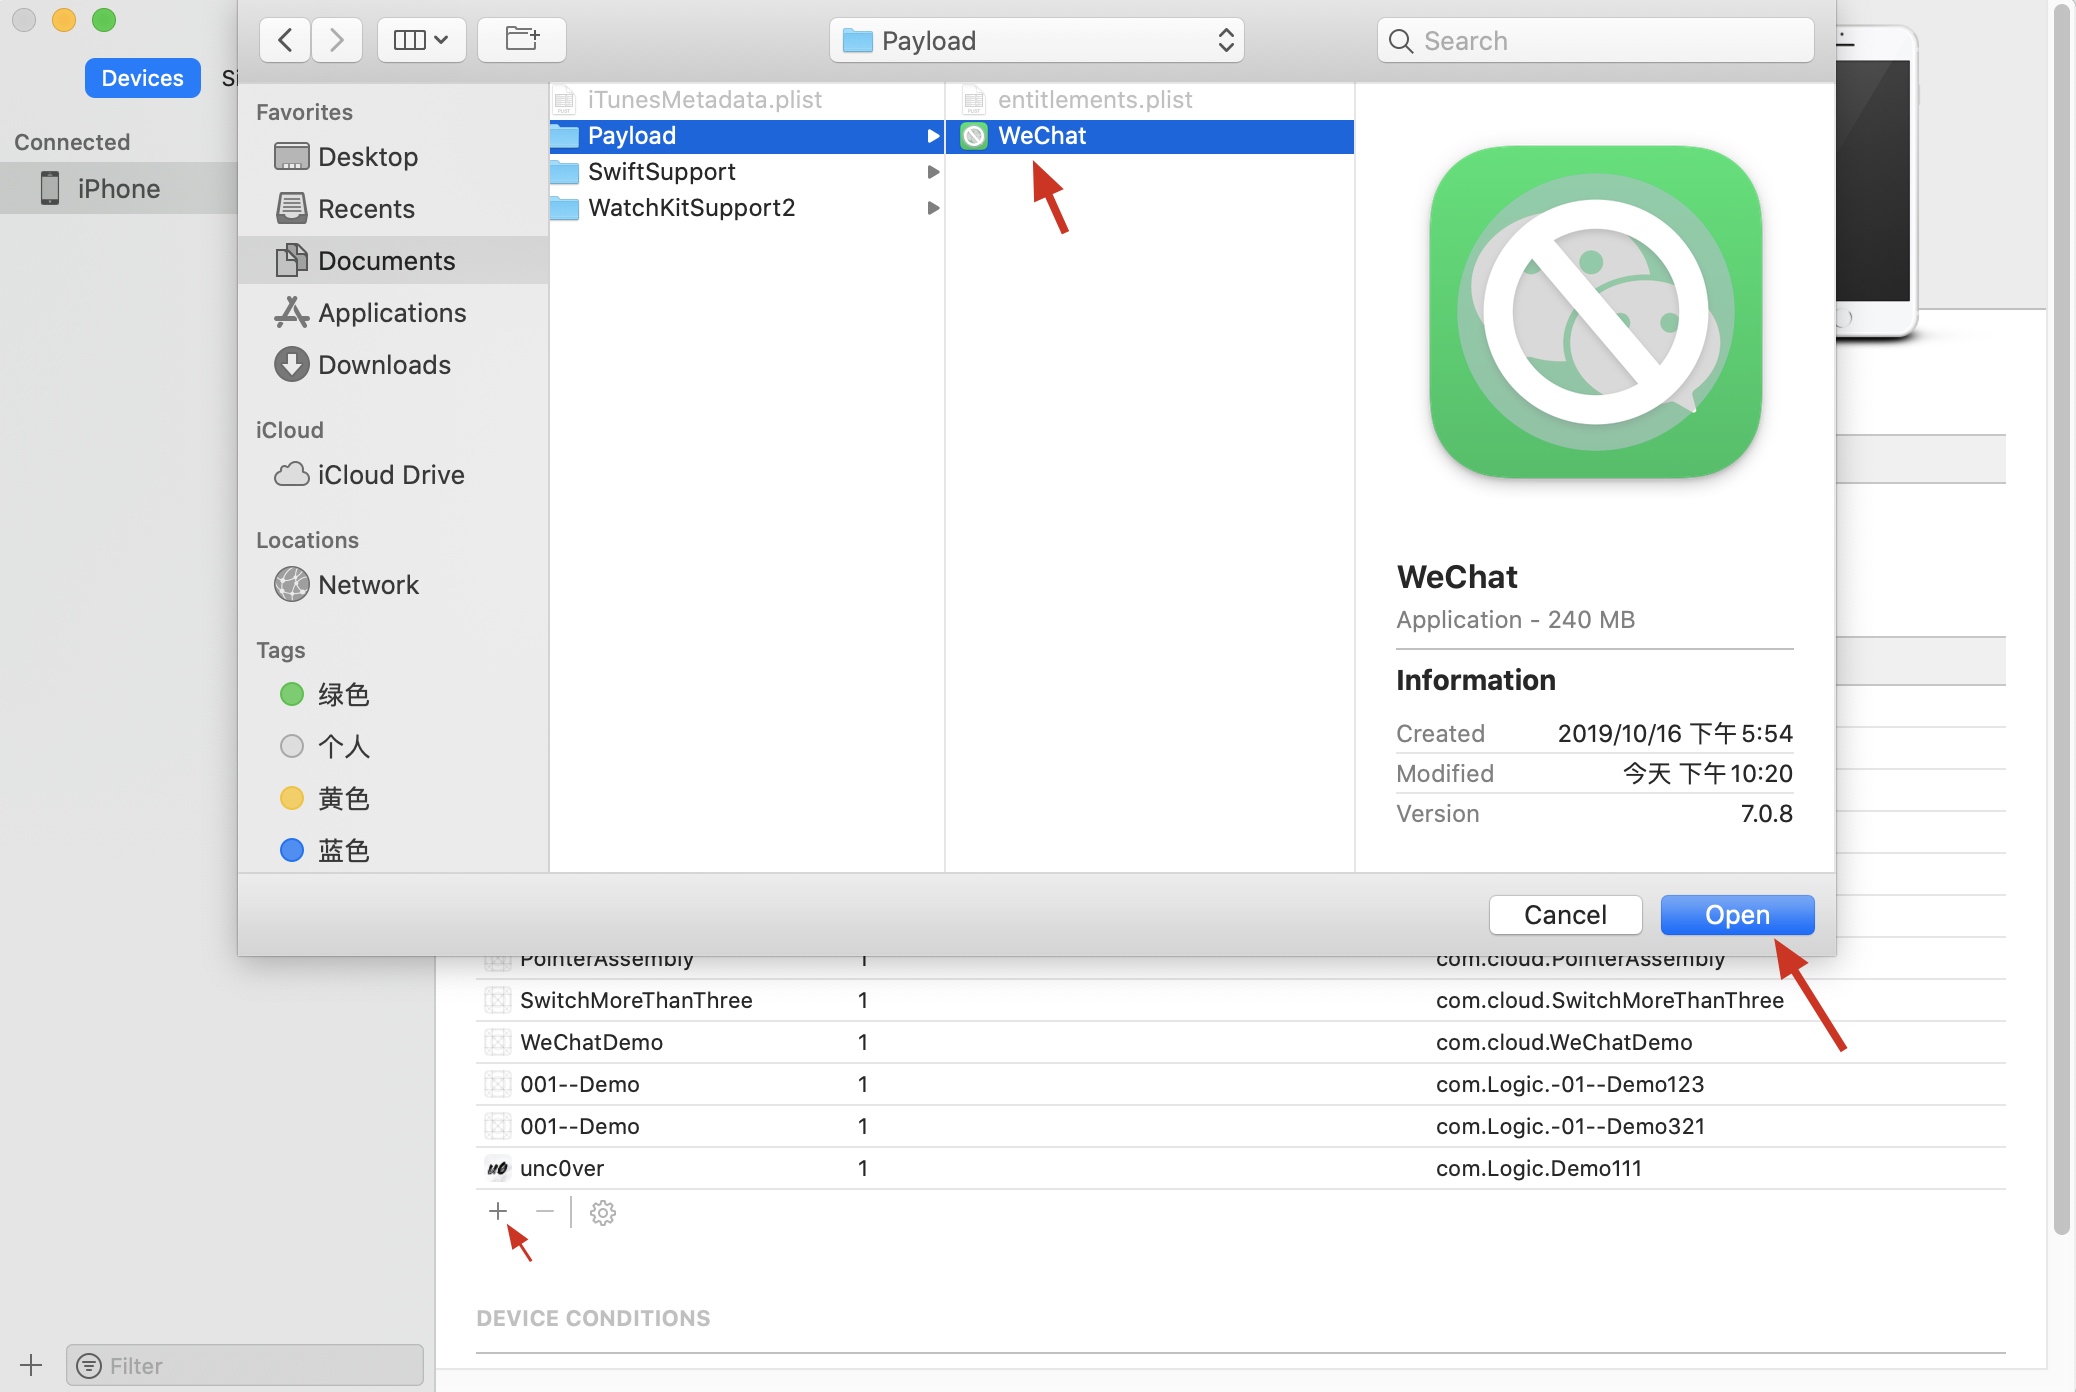 Payload
Search
Devices
Si
Connected
iPhone
Favorites
Desktop
Recents
Documents
Applications
Downloads
iCloud
iCloud Drive
Locations
Network
Tags
绿色
个人
黄色
蓝色
iTunesMetadata.plist
Payload
SwiftSupport
WatchKitSupport2
entitlements.plist
WeChat
WeChat
Application - 240 MB
Information
Created 2019/10/16 下午5:54
Modified 今天 下午10:20
Version 7.0.8
Cancel Open
PointerAssembly 1 com.cloud.PointerAssembly
SwitchMoreThanThree 1 com.cloud.SwitchMoreThanThree
WeChatDemo 1 com.cloud.WeChatDemo
001--Demo 1 com.Logic.-01--Demo123
001--Demo 1 com.Logic.-01--Demo321
u0 unc0ver 1 com.Logic.Demo111
DEVICE CONDITIONS
Filter